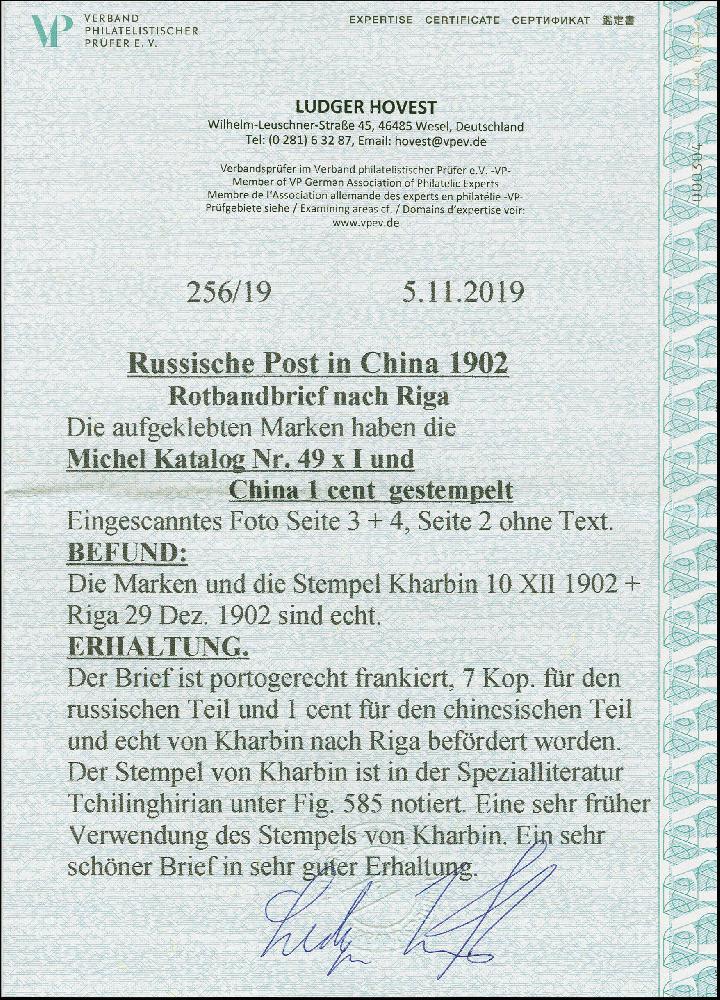 VP VERBAND
PHILATELISTISCHER
PRÜFER E. V.
EXPERTISE CERTIFICATE СЕРТИФИКАТ 鑑定書
LUDGER HOVEST
Wilhelm-Leuschner-Straße 45, 46485 Wesel, Deutschland
Tel: (0 281) 6 32 87, Email: hovest@vpev.de
Verbandsprüfer im Verband philatelistischer Prüfer e.V. -VP-
Member of VP German Association of Philatelic Experts
Membre de l'Association allemande des experts en philatélie -VP-
Prüfgebiete siehe / Examining areas cf. / Domains d'expertise voir:
www.vpev.de
000304
256/19 5.11.2019
Russische Post in China 1902
Rotbandbrief nach Riga
Die aufgeklebten Marken haben die
Michel Katalog Nr. 49 x I und
China 1 cent gestempelt
Eingescanntes Foto Seite 3 + 4, Seite 2 ohne Text.
BEFUND:
Die Marken und die Stempel Kharbin 10 XII 1902 +
Riga 29 Dez. 1902 sind echt.
ERHALTUNG.
Der Brief ist portogerecht frankiert, 7 Kop. für den
russischen Teil und 1 cent für den chinesischen Teil
und echt von Kharbin nach Riga befördert worden.
Der Stempel von Kharbin ist in der Spezialliteratur
Tchilinghirian unter Fig. 585 notiert. Eine sehr früher
Verwendung des Stempels von Kharbin. Ein sehr
schöner Brief in sehr guter Erhaltung.